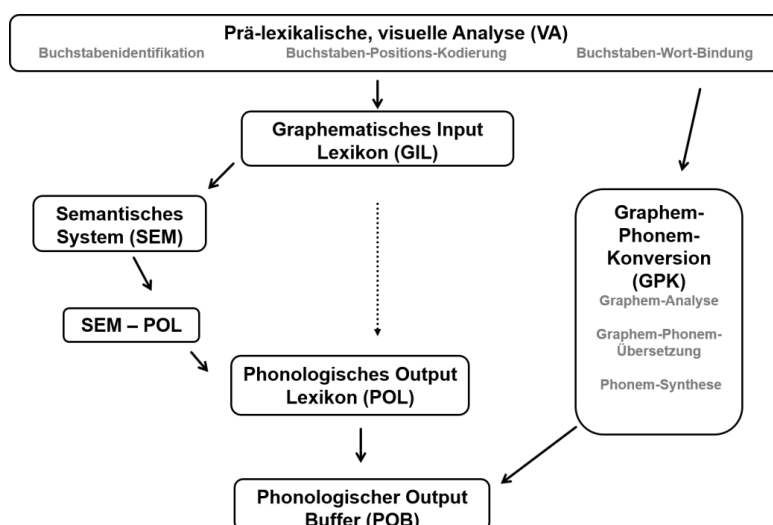 Prä-lexikalische, visuelle Analyse (VA)
Buchstabenidentifikation Buchstaben-Positions-Kodierung Buchstaben-Wort-Bindung
Graphematisches Input
Lexikon (GIL)
Semantisches
System (SEM)
SEM – POL
Phonologisches Output
Lexikon (POL)
Phonologischer Output
Buffer (POB)
Graphem-
Phonem-
Konversion
(GPK)
Graphem-Analyse
Graphem-Phonem-
Übersetzung
Phonem-Synthese